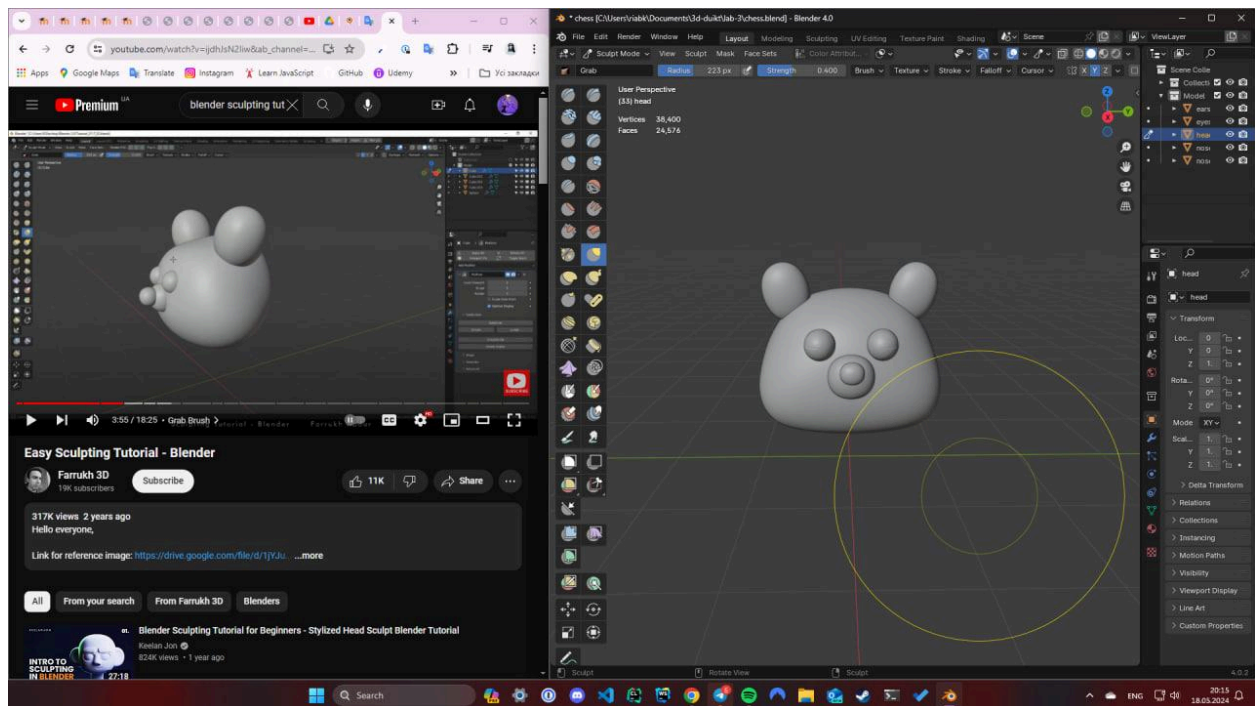 youtube.com/watch?v=ijdhJsN2liw&ab_channel=...
Apps Google Maps Translate Instagram Learn JavaScript GitHub Udemy » Усі закладки
Premium UA
blender sculpting tut
3:55 / 18:25 • Grab Brush
Easy Sculpting Tutorial - Blender
Farrukh 3D
19K subscribers
Subscribe
11K
Share
317K views 2 years ago
Hello everyone,
Link for reference image: https://drive.google.com/file/d/1jYJu... ...more
All From your search From Farrukh 3D Blenders
Blender Sculpting Tutorial for Beginners - Stylized Head Sculpt Blender Tutorial
Keelan Jon
824K views • 1 year ago
INTRO TO
SCULPTING
IN BLENDER
27:18
* chess [C:\Users\riabk\Documents\3d-duikt\lab-3\chess.blend] - Blender 4.0
File Edit Render Window Help Layout Modeling Sculpting UV Editing Texture Paint Shading Scene ViewLayer
Sculpt Mode View Sculpt Mask Face Sets Color Attribut...
Grab Radius 223 px Strength 0.400 Brush Texture Stroke Falloff Cursor X Y Z
User Perspective
(33) head
Vertices 38,400
Faces 24,576
Z
Y
X
Scene Colle
Collecti
Model
ears
eyes
head
nose
nose
head
head
Transform
Loc... 0
Y 0
Z 1.
Rota... 0°
Y 0°
Z 0°
Mode XY
Scal... 1.
Y 1.
Z 1.
Delta Transform
Relations
Collections
Instancing
Motion Paths
Visibility
Viewport Display
Line Art
Custom Properties
Sculpt Rotate View Sculpt 4.0.2
Search
ENG
20:15
18.05.2024